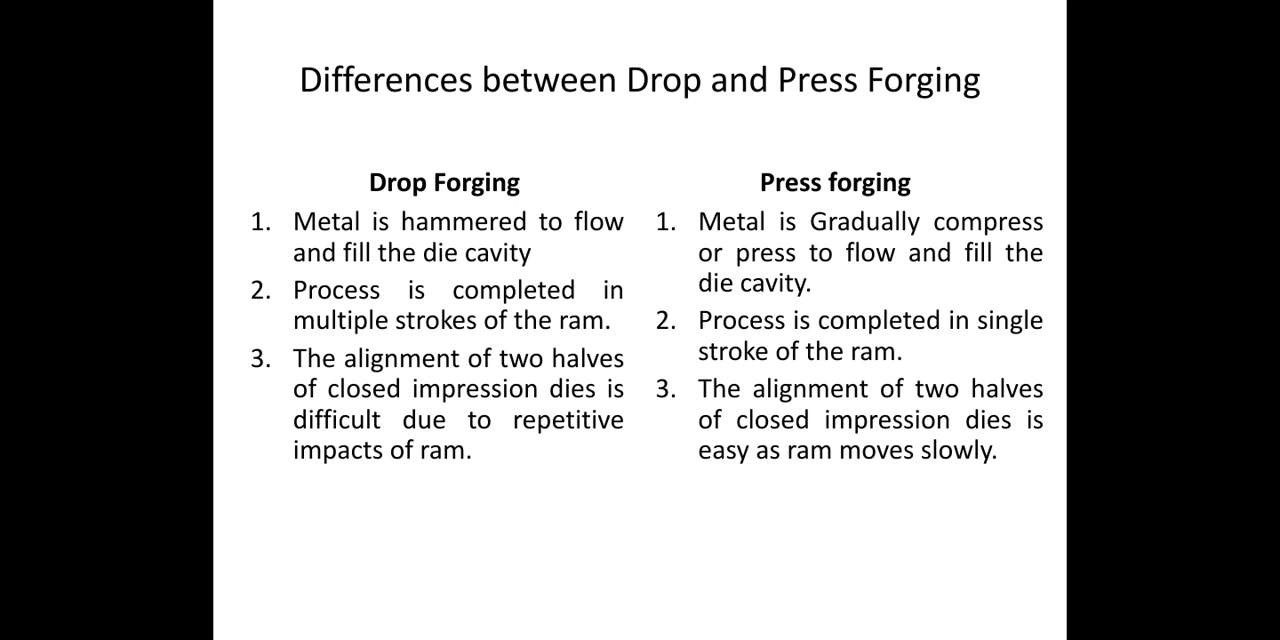 Differences between Drop and Press Forging
Drop Forging
1. Metal is hammered to flow
and fill the die cavity
2. Process is completed in
multiple strokes of the ram.
3. The alignment of two halves
of closed impression dies is
difficult due to repetitive
impacts of ram.
Press forging
1. Metal is Gradually compress
or press to flow and fill the
die cavity.
2. Process is completed in single
stroke of the ram.
3. The alignment of two halves
of closed impression dies is
easy as ram moves slowly.